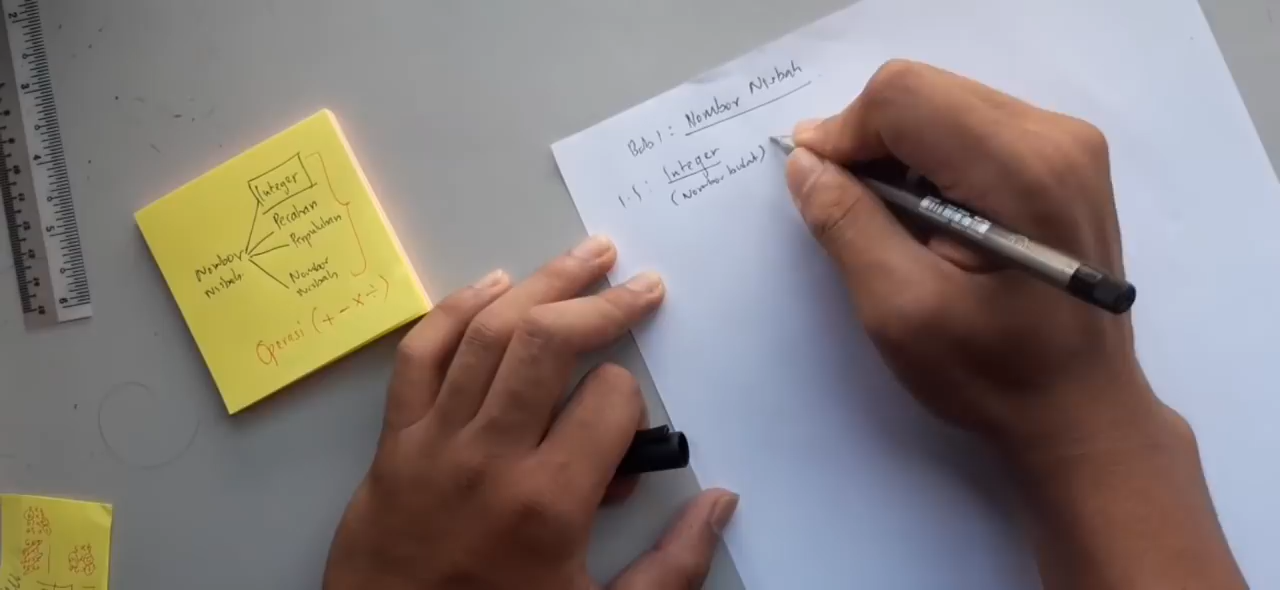 Bab 1: Nombor Nisbah
1.1: Integer
(Nombor bulat)
Integer
Pecahan
Perpuluhan
Nombor
Nisbah
Nombor
Nisbah
Operasi (+ - × ÷)